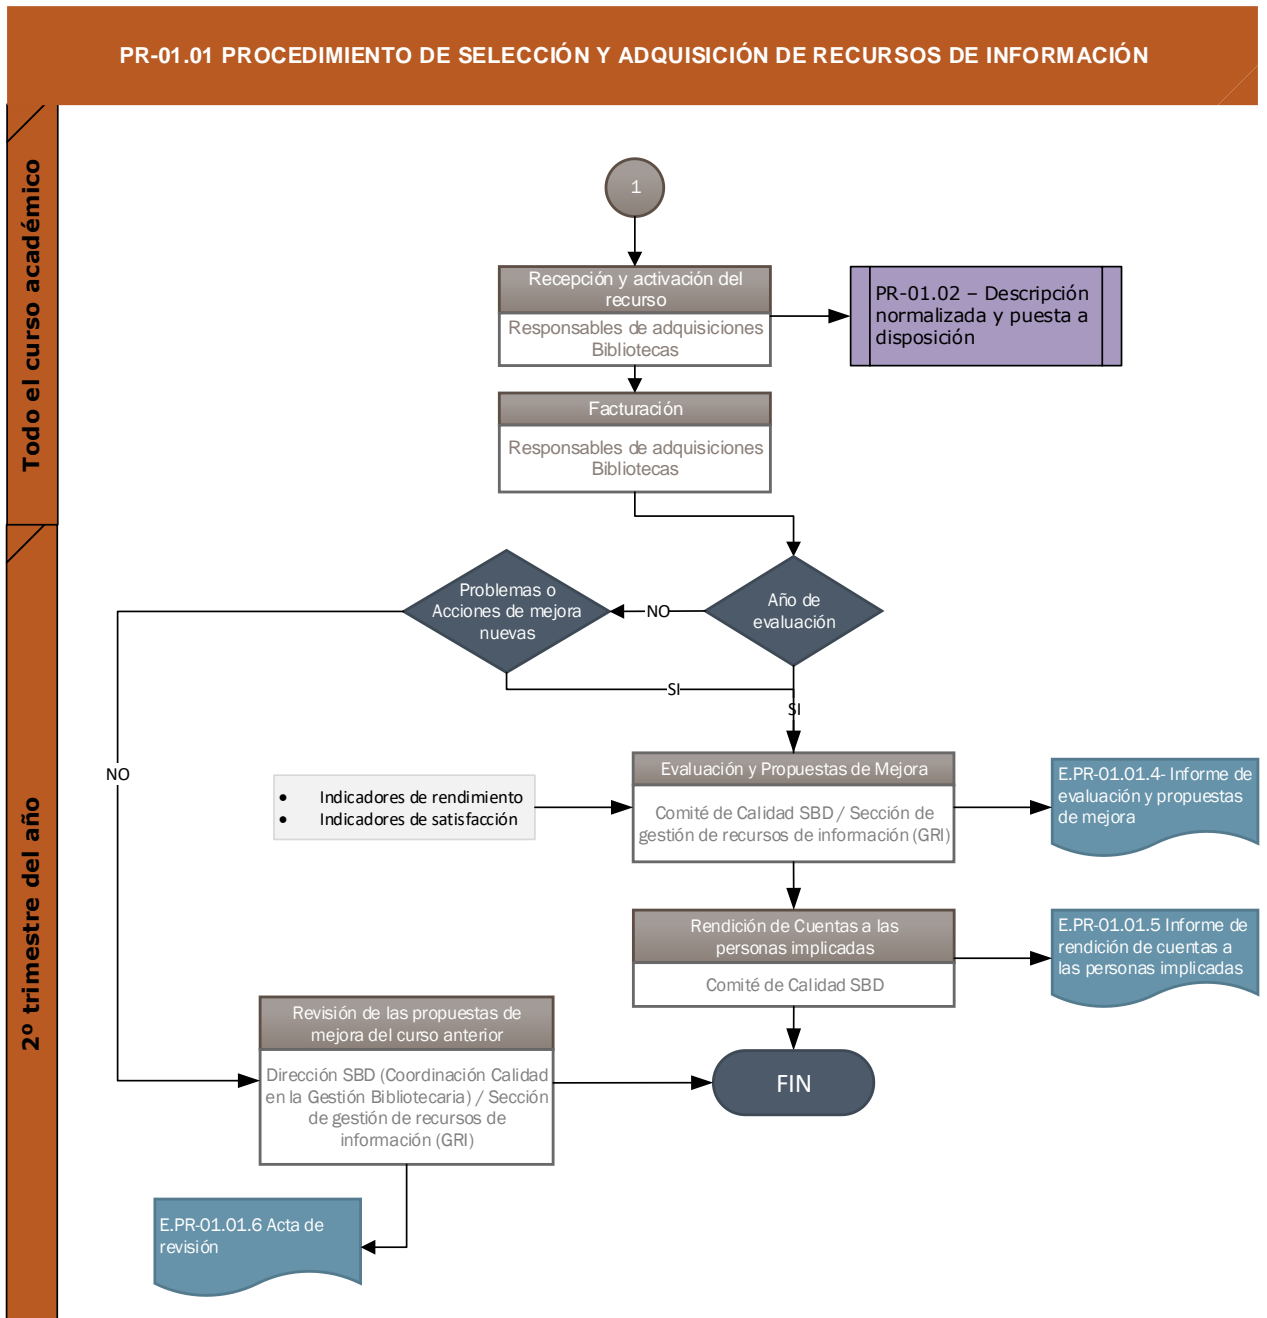 PR-01.01 PROCEDIMIENTO DE SELECCIÓN Y ADQUISICIÓN DE RECURSOS DE INFORMACIÓN
Todo el curso académico
1
Recepción y activación del
recurso
Responsables de adquisiciones
Bibliotecas
PR-01.02 – Descripción
normalizada y puesta a
disposición
Facturación
Responsables de adquisiciones
Bibliotecas
2º trimestre del año
Problemas o
Acciones de mejora
nuevas
NO
Año de
evaluación
SI
SI
NO
Evaluación y Propuestas de Mejora
Comité de Calidad SBD / Sección de
gestión de recursos de información (GRI)
• Indicadores de rendimiento
• Indicadores de satisfacción
E.PR-01.01.4- Informe de
evaluación y propuestas
de mejora
Rendición de Cuentas a las
personas implicadas
Comité de Calidad SBD
E.PR-01.01.5 Informe de
rendición de cuentas a
las personas implicadas
Revisión de las propuestas de
mejora del curso anterior
Dirección SBD (Coordinación Calidad
en la Gestión Bibliotecaria) / Sección
de gestión de recursos de
información (GRI)
FIN
E.PR-01.01.6 Acta de
revisión